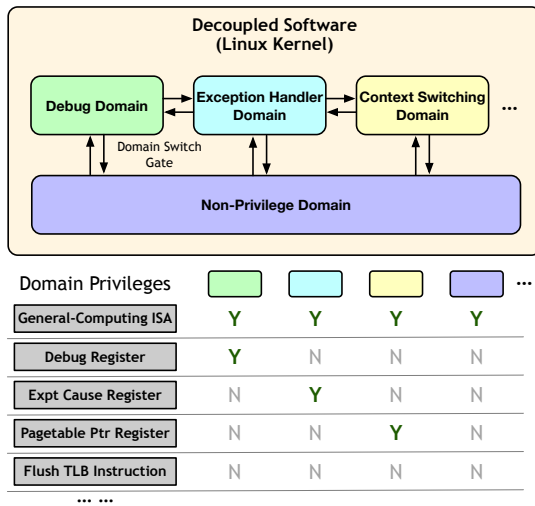 Decoupled Software
(Linux Kernel)
Debug Domain
Exception Handler
Domain
Context Switching
Domain
...
Domain Switch
Gate
Non-Privilege Domain
Domain Privileges ...
General-Computing ISA Y Y Y Y
Debug Register Y N N N
Expt Cause Register N Y N N
Pagetable Ptr Register N N Y N
Flush TLB Instruction N N N N
... ...